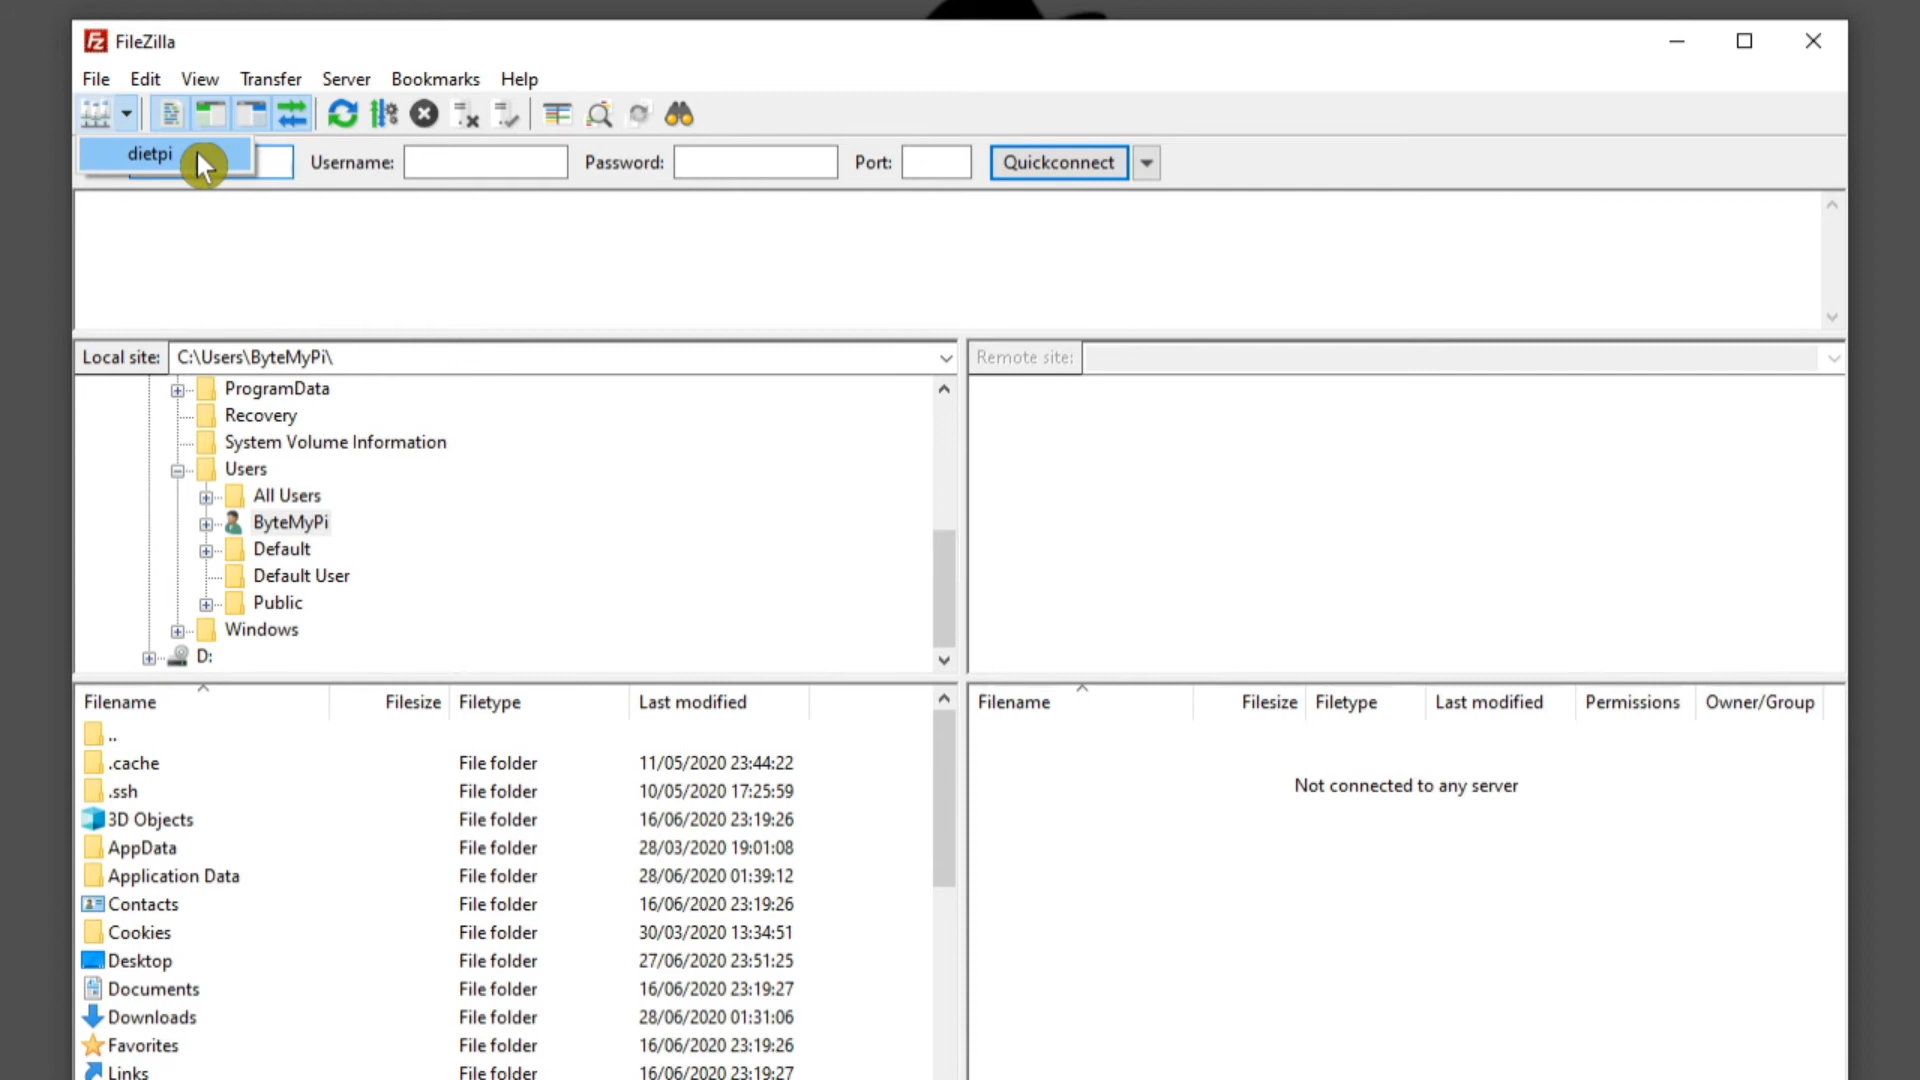 FileZilla
File Edit View Transfer Server Bookmarks Help
dietpi
Username: Password: Port: Quickconnect
Local site: C:\Users\ByteMyPi\
Remote site:
ProgramData
Recovery
System Volume Information
Users
All Users
ByteMyPi
Default
Default User
Public
Windows
D:
Filename Filesize Filetype Last modified
..
.cache File folder 11/05/2020 23:44:22
.ssh File folder 10/05/2020 17:25:59
3D Objects File folder 16/06/2020 23:19:26
AppData File folder 28/03/2020 19:01:08
Application Data File folder 28/06/2020 01:39:12
Contacts File folder 16/06/2020 23:19:26
Cookies File folder 30/03/2020 13:34:51
Desktop File folder 27/06/2020 23:51:25
Documents File folder 16/06/2020 23:19:27
Downloads File folder 28/06/2020 01:31:06
Favorites File folder 16/06/2020 23:19:26
Links File folder 16/06/2020 23:19:27
Filename Filesize Filetype Last modified Permissions Owner/Group
Not connected to any server